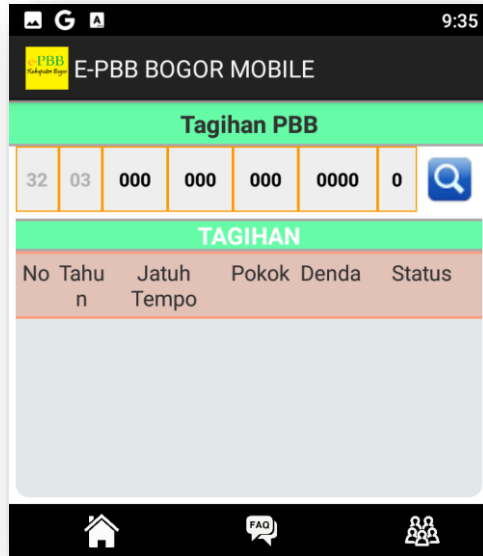 G A 9:35
e-PBB
Kabupaten Bogor
E-PBB BOGOR MOBILE
Tagihan PBB
32 03 000 000 000 0000 0
TAGIHAN
No Tahu Jatuh Pokok Denda Status
n Tempo
FAQ